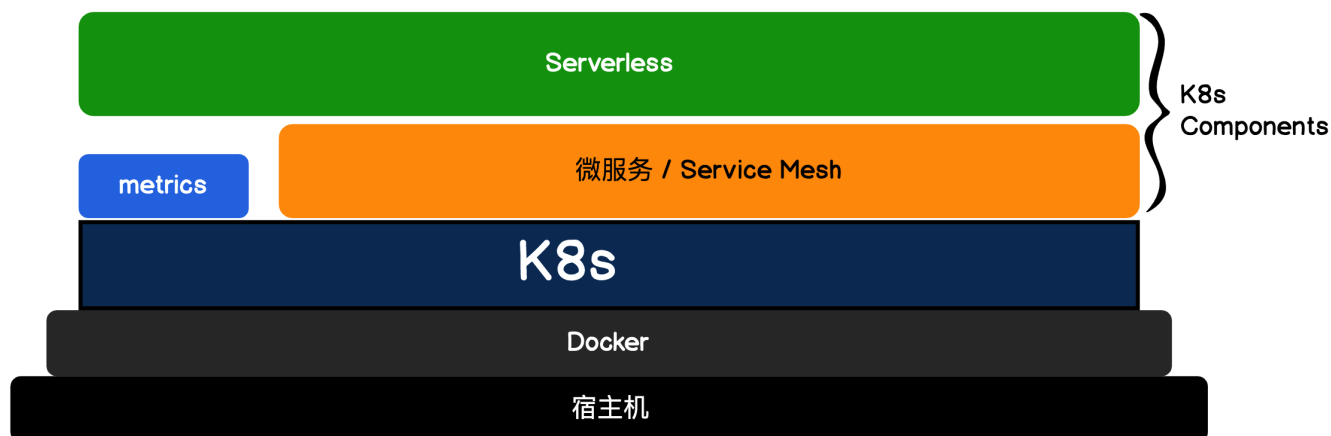 Serverless
K8s
Components
微服务 / Service Mesh
metrics
K8s
Docker
宿主机